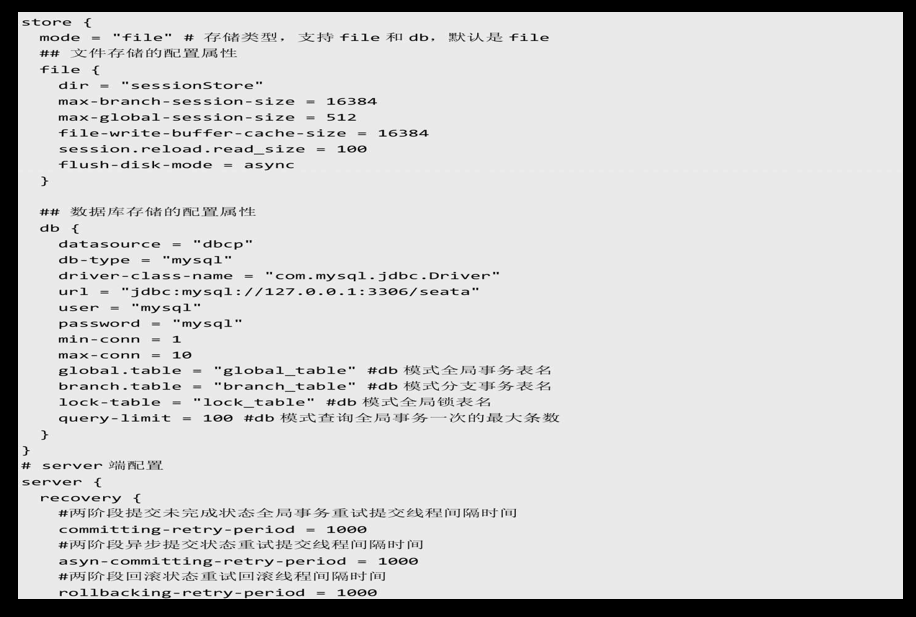 store {
  mode = "file" # 存储类型，支持 file 和 db，默认是 file
  ## 文件存储的配置属性
  file {
    dir = "sessionStore"
    max-branch-session-size = 16384
    max-global-session-size = 512
    file-write-buffer-cache-size = 16384
    session.reload.read_size = 100
    flush-disk-mode = async
  }
  ## 数据库存储的配置属性
  db {
    datasource = "dbcp"
    db-type = "mysql"
    driver-class-name = "com.mysql.jdbc.Driver"
    url = "jdbc:mysql://127.0.0.1:3306/seata"
    user = "mysql"
    password = "mysql"
    min-conn = 1
    max-conn = 10
    global.table = "global_table" #db 模式全局事务表名
    branch.table = "branch_table" #db 模式分支事务表名
    lock-table = "lock_table" #db 模式全局锁表名
    query-limit = 100 #db 模式查询全局事务一次的最大条数
  }
}
# server 端配置
server {
  recovery {
    #两阶段提交未完成状态全局事务重试提交线程间隔时间
    committing-retry-period = 1000
    #两阶段异步提交状态重试提交线程间隔时间
    asyn-committing-retry-period = 1000
    #两阶段回滚状态重试回滚线程间隔时间
    rollbacking-retry-period = 1000